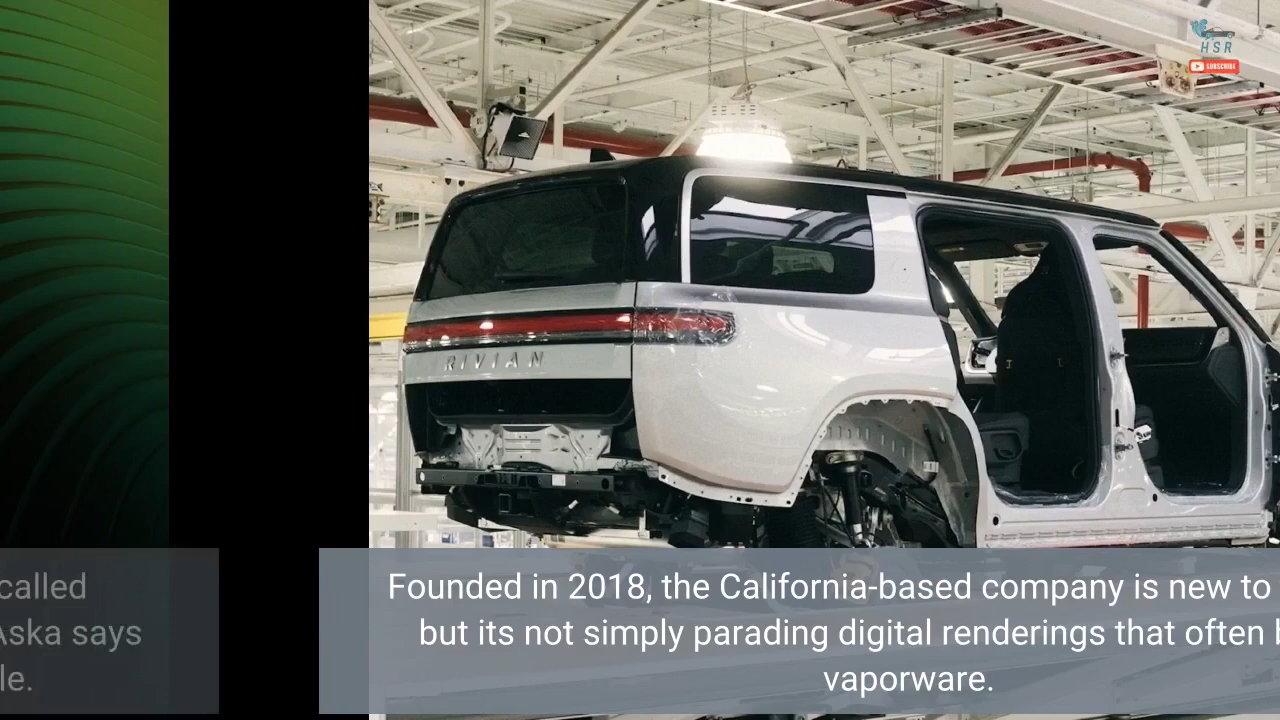 HSR
SUBSCRIBE
RIVIAN
called
Aska says
le.
Founded in 2018, the California-based company is new to
but its not simply parading digital renderings that often
vaporware.